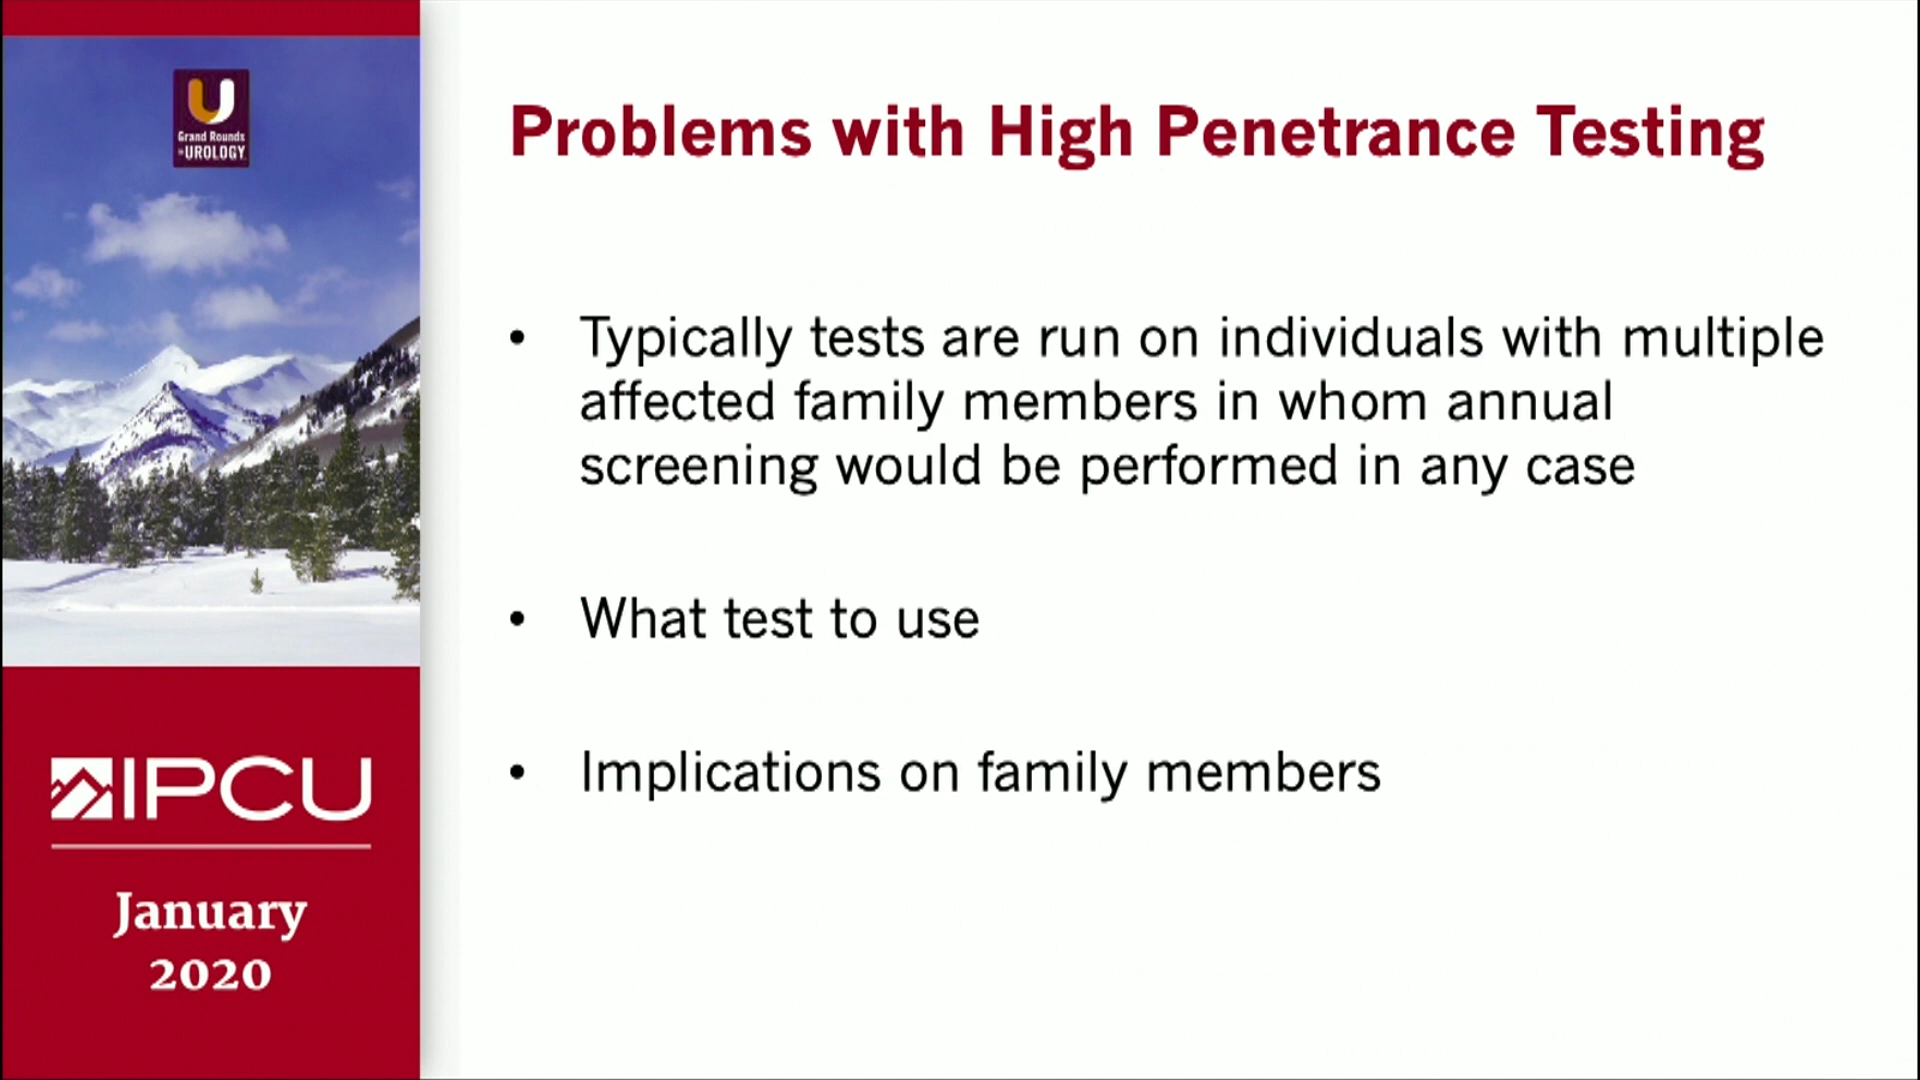 Grand Rounds
in UROLOGY
IPCU
January
2020
Problems with High Penetrance Testing
• Typically tests are run on individuals with multiple
affected family members in whom annual
screening would be performed in any case
• What test to use
• Implications on family members